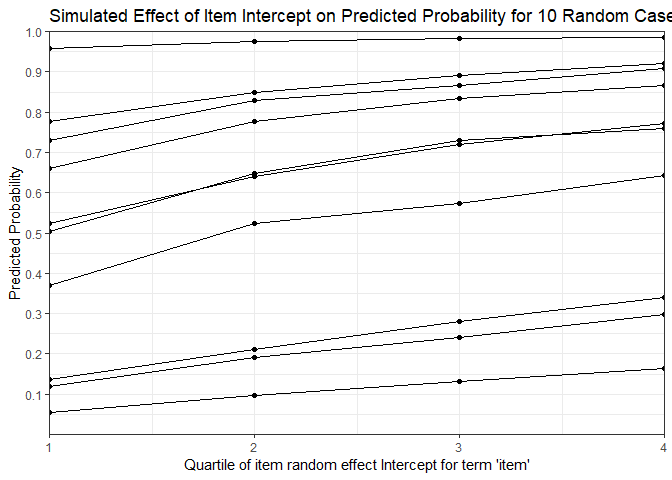 Simulated Effect of Item Intercept on Predicted Probability for 10 Random Case
1.0
0.9
0.8
0.7
0.6
0.5
0.4
0.3
0.2
0.1
Predicted Probability
1 2 3 4
Quartile of item random effect Intercept for term 'item'